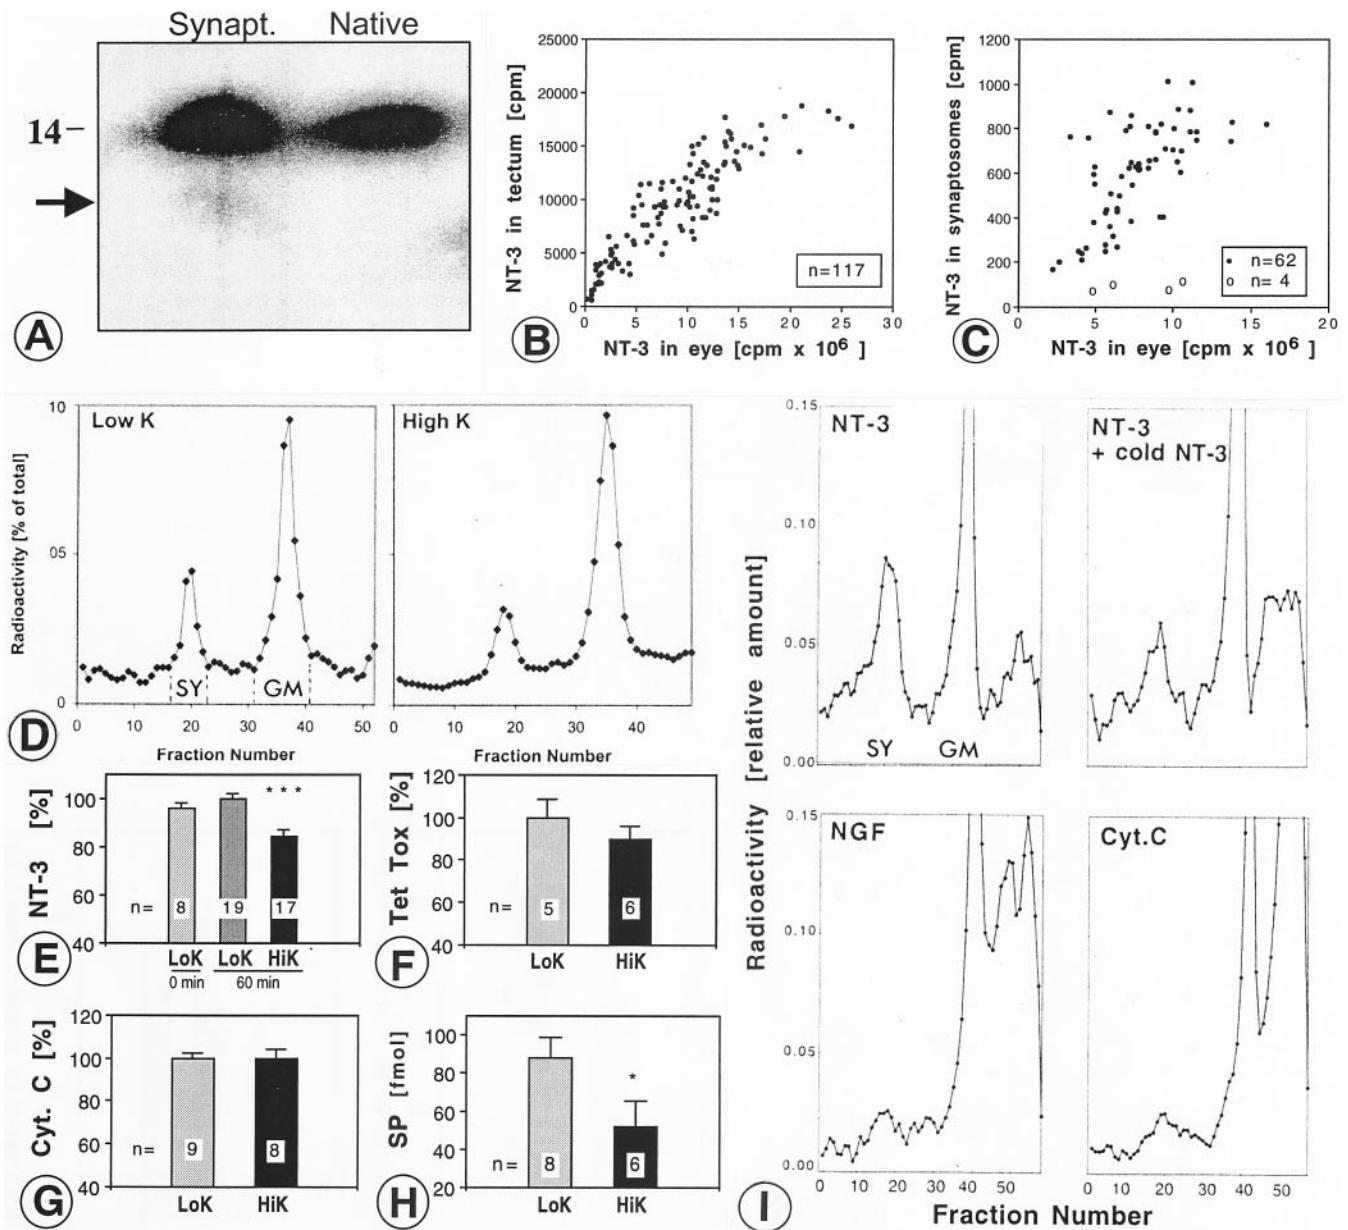 Synapt. Native
14
A
NT-3 in tectum [cpm]
25000
20000
15000
10000
5000
0
n=117
0 5 10 15 20 25 30
NT-3 in eye [cpm x 10⁶ ]
B
NT-3 in synaptosomes [cpm]
1200
1000
800
600
400
200
0
n=62
n= 4
0 5 10 15 20
NT-3 in eye [cpm x 10⁶ ]
C
Radioactivity [% of total]
10
05
0
Low K
SY GM
0 10 20 30 40 50
Fraction Number
High K
0 10 20 30 40
Fraction Number
D
NT-3 [%]
100
80
60
40
* * *
n= 8 19 17
LoK LoK HiK
0 min 60 min
E
Tet Tox [%]
120
100
80
60
40
n= 5 6
LoK HiK
F
Cyt. C [%]
120
100
80
60
40
n= 9 8
LoK HiK
G
SP [fmol]
100
80
60
40
20
*
n= 8 6
LoK HiK
H
Radioactivity [relative amount]
0.15
0.10
0.05
0.00
NT-3
SY GM
NT-3
+ cold NT-3
0.15
0.10
0.05
0.00
NGF
0 10 20 30 40 50
Cyt.C
0 10 20 30 40 50
Fraction Number
I